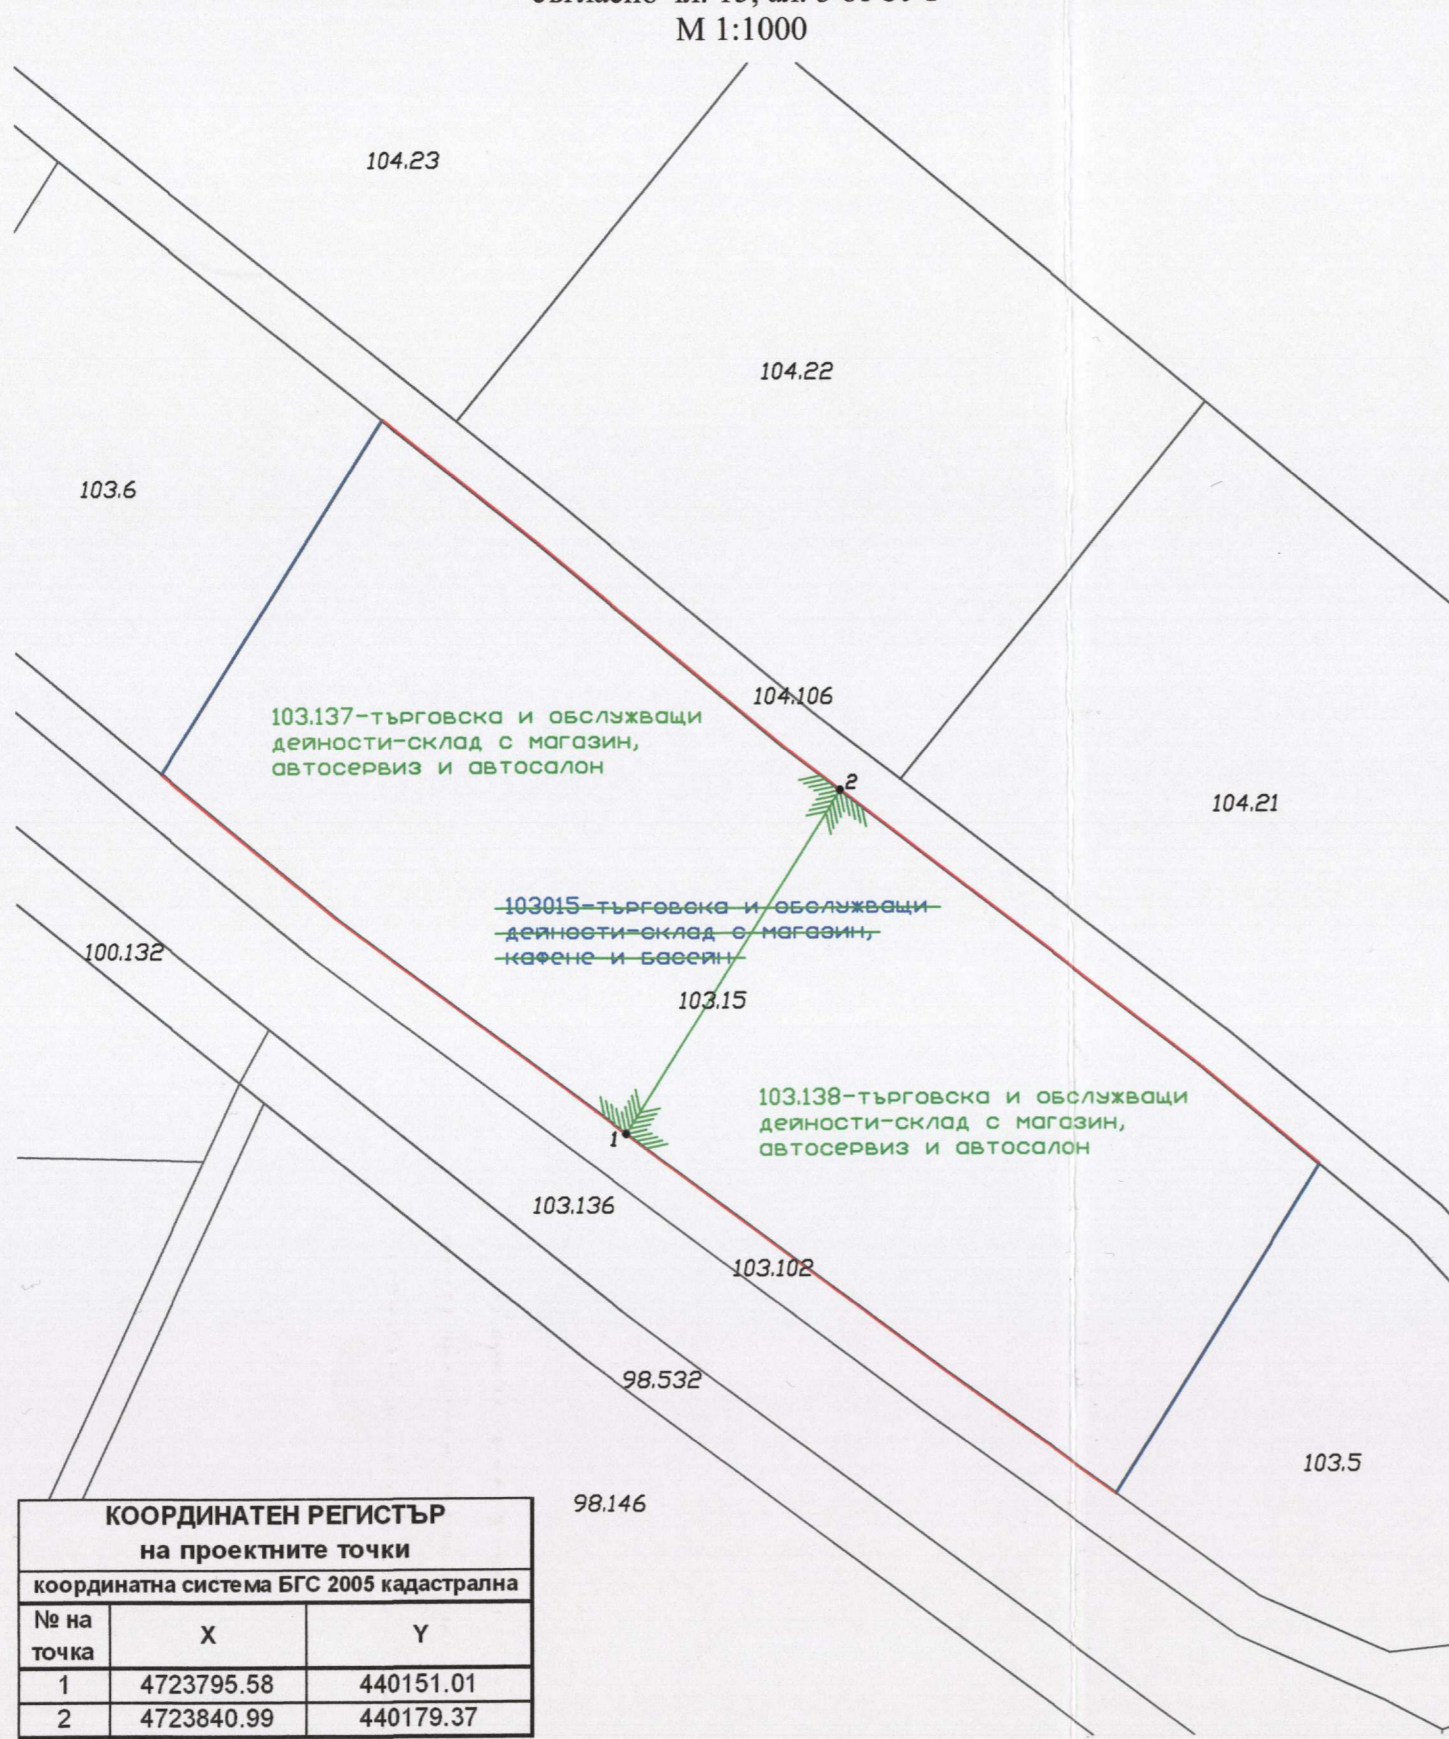 М 1:1000
104.23
104.22
103.6
104.106
103.137-търговска и обслужващи
дейности-склад с магазин,
автосервиз и автосалон
2
104.21
103015-търговска и обслужващи
дейности-склад с магазин,
кафене и басейн
100.132
103.15
103.138-търговска и обслужващи
дейности-склад с магазин,
автосервиз и автосалон
1
103.136
103.102
98.532
103.5
98.146
КООРДИНАТЕН РЕГИСТЪР
на проектните точки
координатна система БГС 2005 кадастрална
№ на точка X Y
1 4723795.58 440151.01
2 4723840.99 440179.37